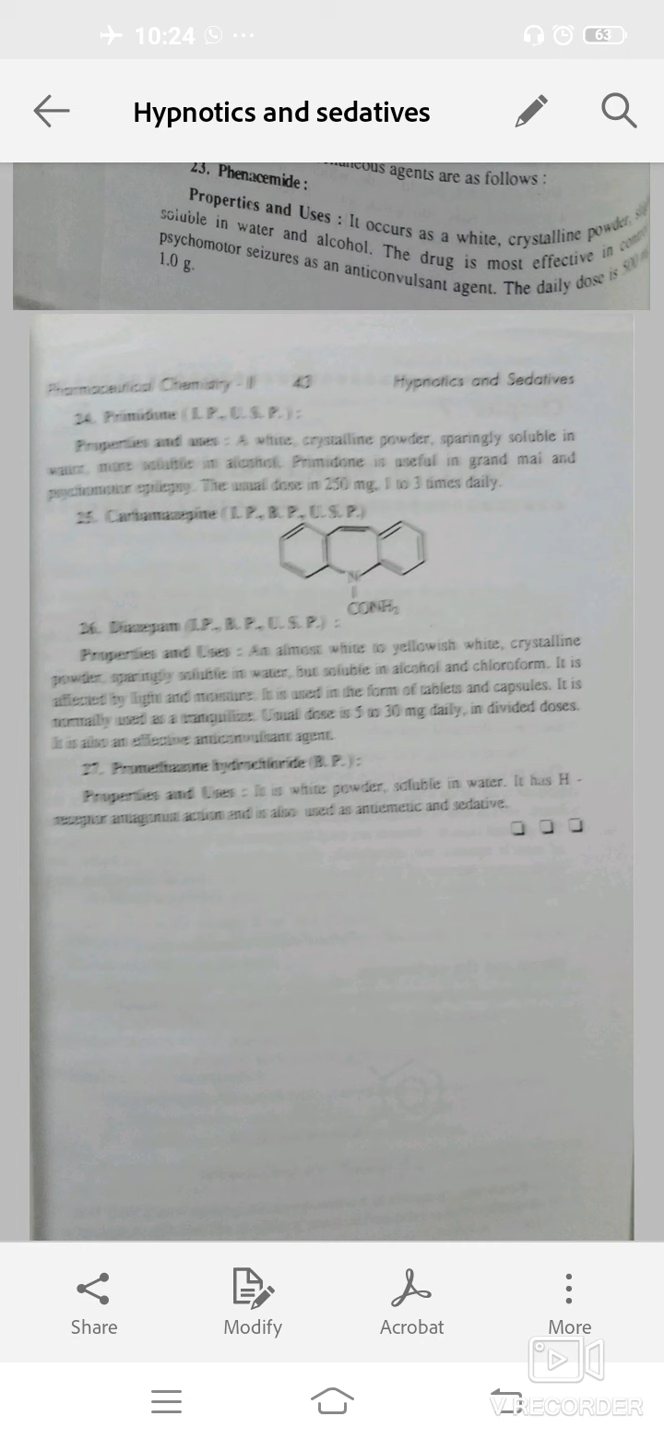 10:24
63
Hypnotics and sedatives
agents are as follows :
23. Phenacemide :
Properties and Uses : It occurs as a white, crystalline powder,
soluble in water and alcohol. The drug is most effective in
psychomotor seizures as an anticonvulsant agent. The daily dose is 500
1.0 g.
Pharmaceutical Chemistry - II 43 Hypnotics and Sedatives
24. Primidone (I. P., U. S. P.) :
Properties and uses : A white, crystalline powder, sparingly soluble in
water, more soluble in alcohol. Primidone is useful in grand mal and
psychomotor epilepsy. The usual dose in 250 mg, 1 to 3 times daily.
25. Carbamazepine (I. P., B. P., U. S. P.)
N
CONH₂
26. Diazepam (I.P., B. P., U. S. P.) :
Properties and Uses : An almost white to yellowish white, crystalline
powder, sparingly soluble in water, but soluble in alcohol and chloroform. It is
affected by light and moisture. It is used in the form of tablets and capsules. It is
normally used as a tranquilize. Usual dose is 5 to 30 mg daily, in divided doses.
It is also an effective anticonvulsant agent.
27. Promethazine hydrochloride (B. P.) :
Properties and Uses : It is white powder, soluble in water. It has H -
receptor antagonist action and is also used as antiemetic and sedative.
Share Modify Acrobat More
V RECORDER